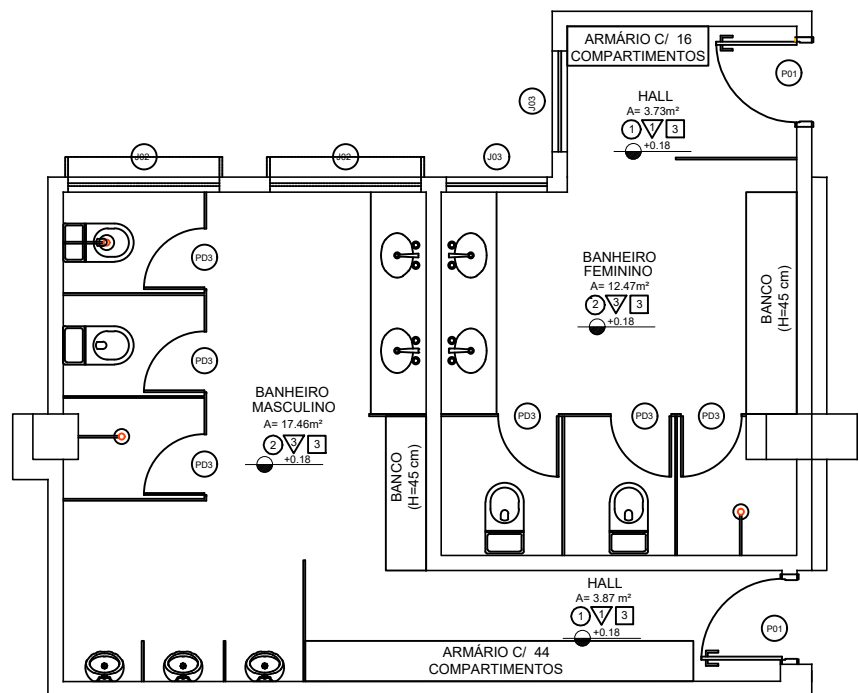 ARMÁRIO C/ 16
COMPARTIMENTOS
P01
J03
HALL
A= 3.73m²
1 1 3
+0.18
J02
J02
J03
PD3
BANHEIRO
FEMININO
A= 12.47m²
2 3 3
+0.18
BANCO
(H=45 cm)
PD3
BANHEIRO
MASCULINO
A= 17.46m²
2 3 3
+0.18
PD3
PD3
PD3
PD3
BANCO
(H=45 cm)
HALL
A= 3.87 m²
1 1 3
+0.18
P01
ARMÁRIO C/ 44
COMPARTIMENTOS